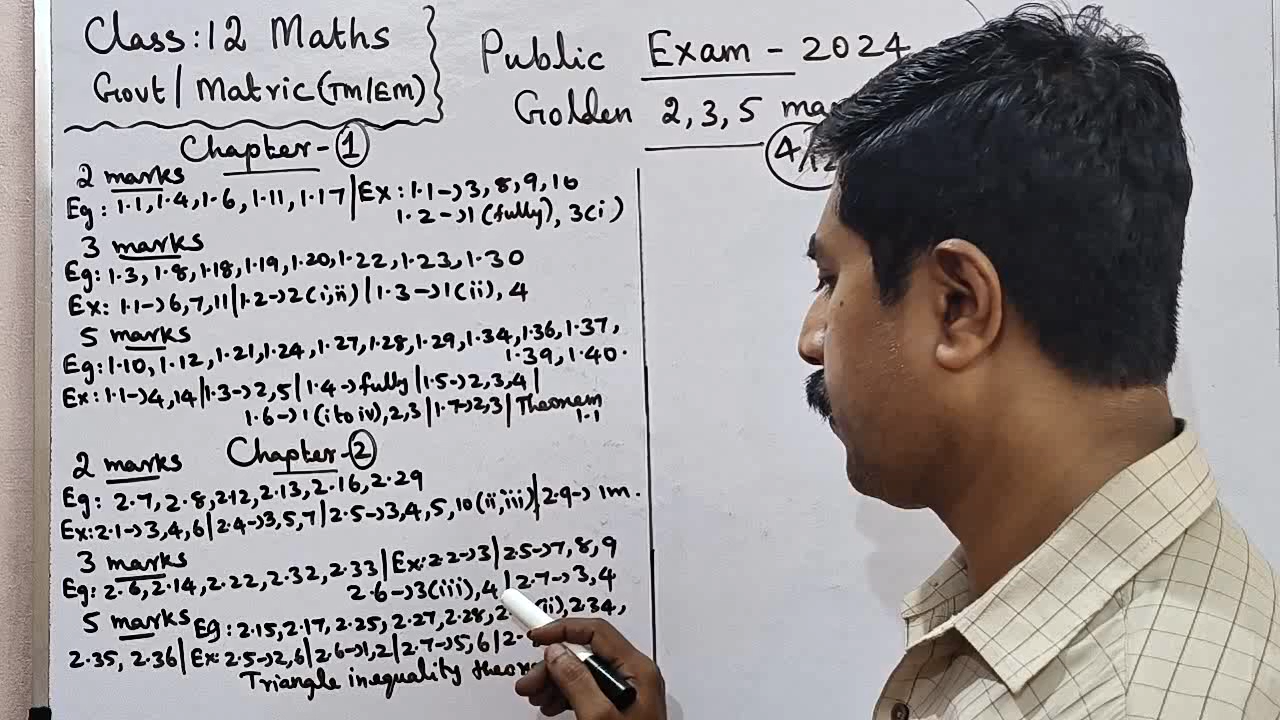 Class:12 Maths
Govt/Matric(TM/EM)
Public Exam - 2024
Golden 2,3,5
Chapter-1
2 marks
Eg: 1.1,1.4,1.6,1.11,1.17|Ex:1.1->3,8,9,10
1.2->1(fully),3(i)
3 marks
Eg:1.3,1.8,1.18,1.19,1.20,1.22,1.23,1.30
Ex: 1.1->6,7,11|1.2->2(i,ii)|1.3->1(ii),4
5 marks
Eg:1.10,1.12,1.21,1.24,1.27,1.28,1.29,1.34,1.36,1.37,
1.39,1.40.
Ex:1.1->4,14|1.3->2,5|1.4->fully|1.5->2,3,4|
1.6->1(i to iv),2,3|1.7->2,3|Theorem
1.1
Chapter-2
2 marks
Eg: 2.7,2.8,2.12,2.13,2.16,2.29
Ex:2.1->3,4,6|2.4->3,5,7|2.5->3,4,5,10(ii,iii)|2.9->1m.
3 marks
Eg:2.6,2.14,2.22,2.32,2.33|Ex:2.2->3|2.5->7,8,9
2.6->3(iii),4|2.7->3,4
5 marks Eg:2.15,2.17,2.25,2.27,2.28, (ii),2.34,
2.35, 2.36|Ex:2.5->2,6|2.6->1,2|2.7->5,6|
Triangle inequality